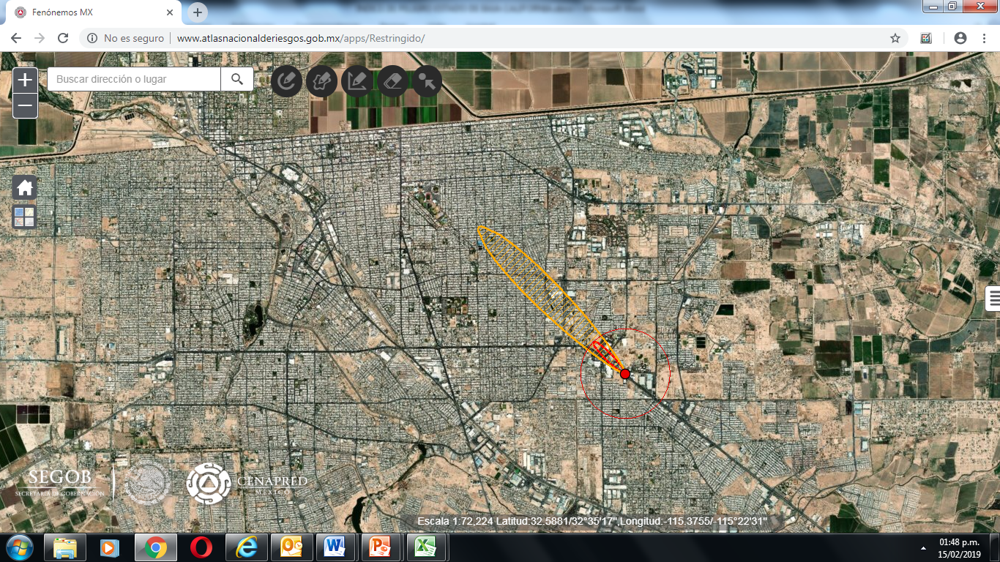 Fenónemos MX
No es seguro www.atlasnacionalderiesgos.gob.mx/apps/Restringido/
Buscar dirección o lugar
SEGOB
SECRETARÍA DE GOBERNACIÓN
CENAPRED
MÉXICO
Escala 1:72,224 Latitud:32.5881/32°35'17",Longitud:-115.3755/-115°22'31"
01:48 p.m.
15/02/2019